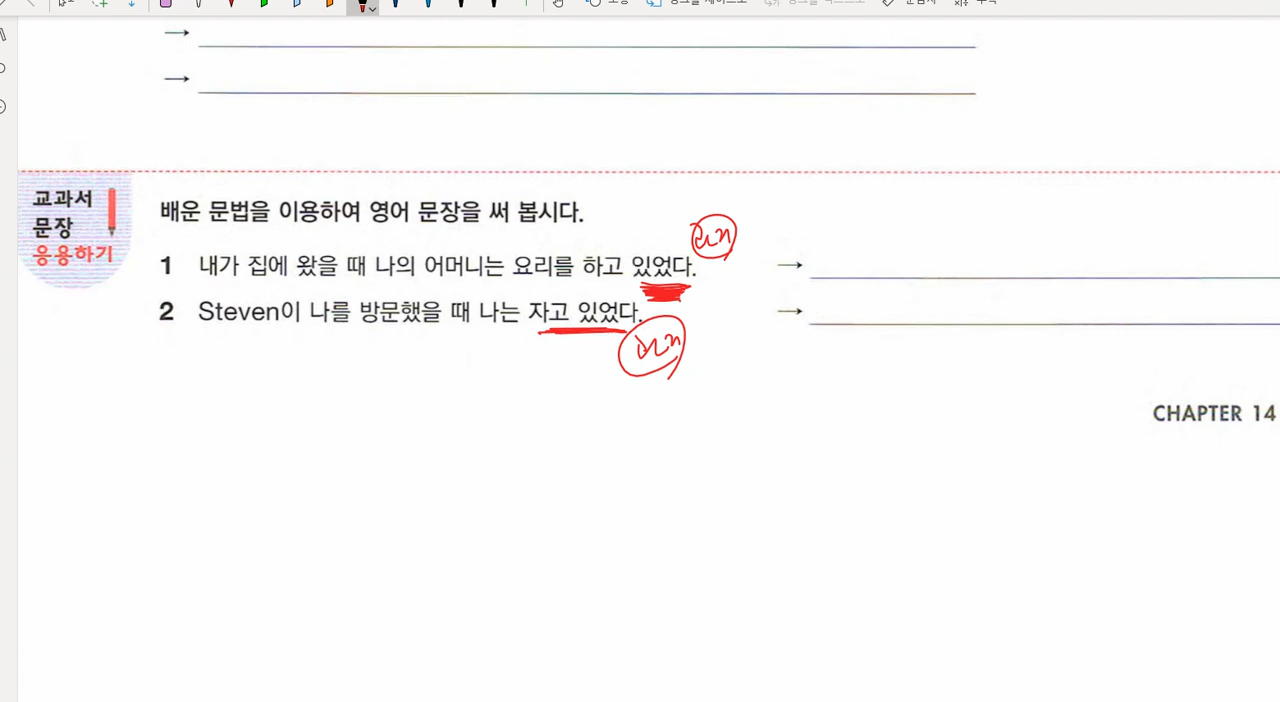 교과서
문장
응용하기
배운 문법을 이용하여 영어 문장을 써 봅시다.
1 내가 집에 왔을 때 나의 어머니는 요리를 하고 있었다. →
2 Steven이 나를 방문했을 때 나는 자고 있었다. →
CHAPTER 14